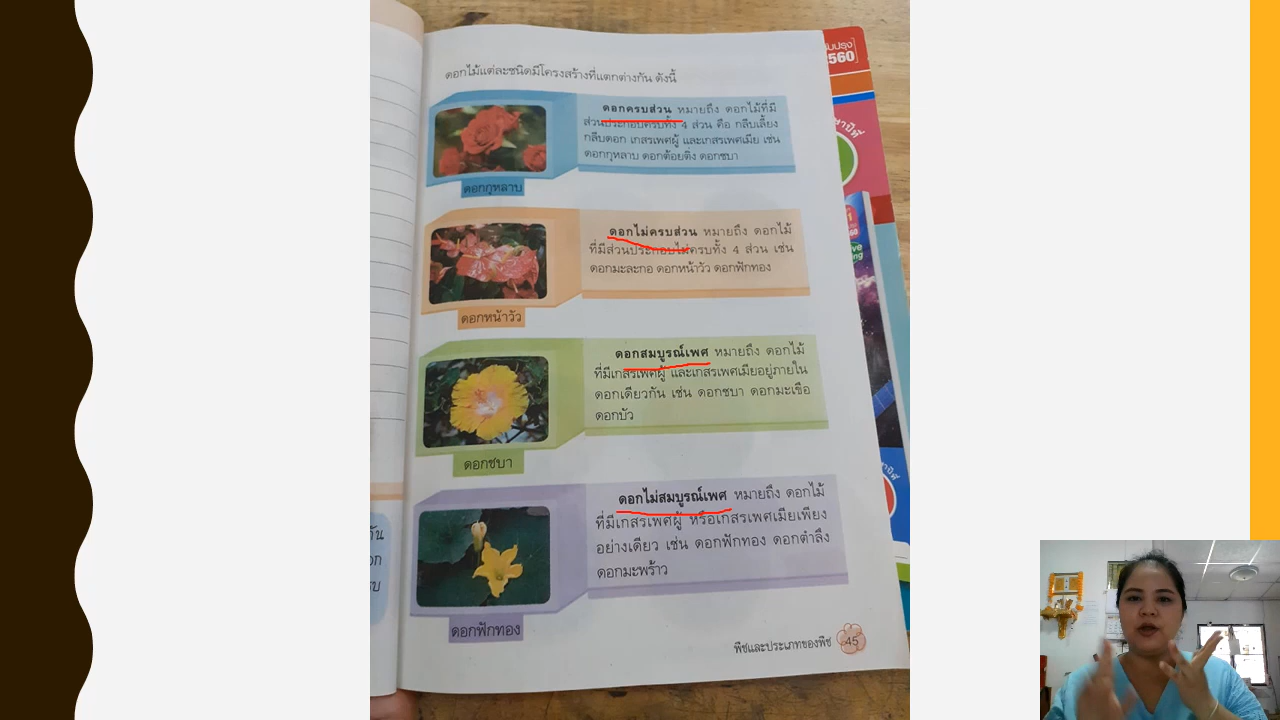 ดอกไม้แต่ละชนิดมีโครงสร้างที่แตกต่างกัน ดังนี้
ดอกครบส่วน หมายถึง ดอกไม้ที่มี
ส่วนประกอบครบทั้ง 4 ส่วน คือ กลีบเลี้ยง
กลีบดอก เกสรเพศผู้ และเกสรเพศเมีย เช่น
ดอกกุหลาบ ดอกต้อยติ่ง ดอกชบา
ดอกกุหลาบ
ดอกไม่ครบส่วน หมายถึง ดอกไม้
ที่มีส่วนประกอบไม่ครบทั้ง 4 ส่วน เช่น
ดอกมะละกอ ดอกหน้าวัว ดอกฟักทอง
ดอกหน้าวัว
ดอกสมบูรณ์เพศ หมายถึง ดอกไม้
ที่มีเกสรเพศผู้ และเกสรเพศเมียอยู่ภายใน
ดอกเดียวกัน เช่น ดอกชบา ดอกมะเขือ
ดอกบัว
ดอกชบา
ดอกไม่สมบูรณ์เพศ หมายถึง ดอกไม้
ที่มีเกสรเพศผู้ หรือเกสรเพศเมียเพียง
อย่างเดียว เช่น ดอกฟักทอง ดอกตำลึง
ดอกมะพร้าว
ดอกฟักทอง
พืชและประเภทของพืช 45
560